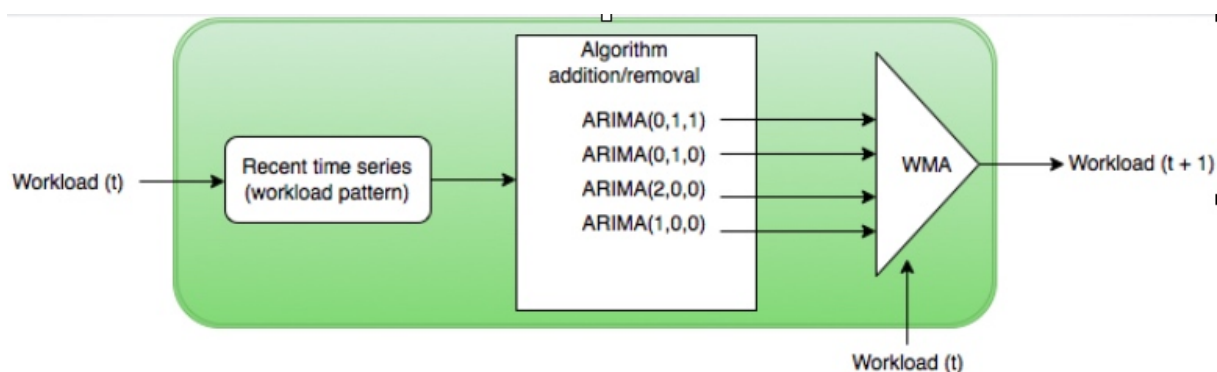 Workload (t)
Recent time series
(workload pattern)
Algorithm
addition/removal
ARIMA(0,1,1)
ARIMA(0,1,0)
ARIMA(2,0,0)
ARIMA(1,0,0)
WMA
Workload (t + 1)
Workload (t)